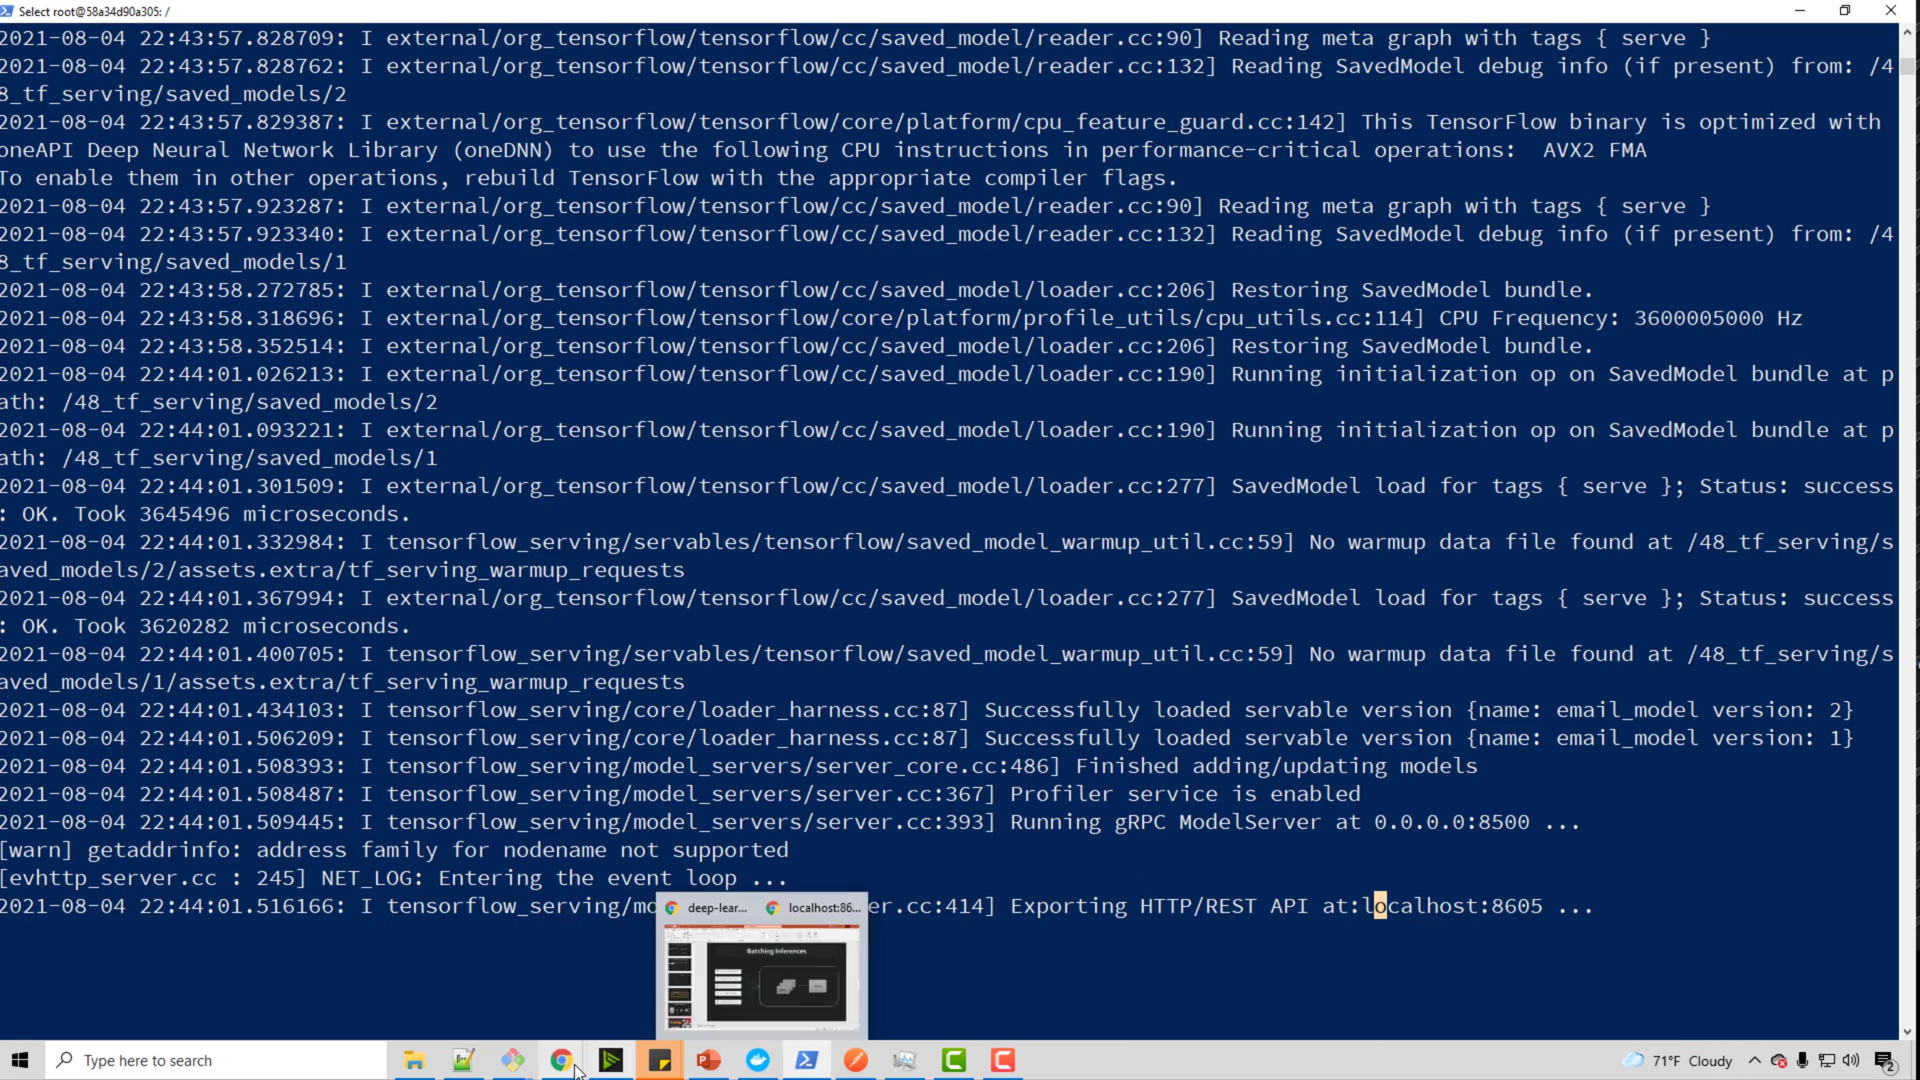 Select root@58a34d90a305: /
2021-08-04 22:43:57.828709: I external/org_tensorflow/tensorflow/cc/saved_model/reader.cc:90] Reading meta graph with tags { serve }
2021-08-04 22:43:57.828762: I external/org_tensorflow/tensorflow/cc/saved_model/reader.cc:132] Reading SavedModel debug info (if present) from: /4
8_tf_serving/saved_models/2
2021-08-04 22:43:57.829387: I external/org_tensorflow/tensorflow/core/platform/cpu_feature_guard.cc:142] This TensorFlow binary is optimized with
oneAPI Deep Neural Network Library (oneDNN) to use the following CPU instructions in performance-critical operations:  AVX2 FMA
To enable them in other operations, rebuild TensorFlow with the appropriate compiler flags.
2021-08-04 22:43:57.923287: I external/org_tensorflow/tensorflow/cc/saved_model/reader.cc:90] Reading meta graph with tags { serve }
2021-08-04 22:43:57.923340: I external/org_tensorflow/tensorflow/cc/saved_model/reader.cc:132] Reading SavedModel debug info (if present) from: /4
8_tf_serving/saved_models/1
2021-08-04 22:43:58.272785: I external/org_tensorflow/tensorflow/cc/saved_model/loader.cc:206] Restoring SavedModel bundle.
2021-08-04 22:43:58.318696: I external/org_tensorflow/tensorflow/core/platform/profile_utils/cpu_utils.cc:114] CPU Frequency: 3600005000 Hz
2021-08-04 22:43:58.352514: I external/org_tensorflow/tensorflow/cc/saved_model/loader.cc:206] Restoring SavedModel bundle.
2021-08-04 22:44:01.026213: I external/org_tensorflow/tensorflow/cc/saved_model/loader.cc:190] Running initialization op on SavedModel bundle at p
ath: /48_tf_serving/saved_models/2
2021-08-04 22:44:01.093221: I external/org_tensorflow/tensorflow/cc/saved_model/loader.cc:190] Running initialization op on SavedModel bundle at p
ath: /48_tf_serving/saved_models/1
2021-08-04 22:44:01.301509: I external/org_tensorflow/tensorflow/cc/saved_model/loader.cc:277] SavedModel load for tags { serve }; Status: success
: OK. Took 3645496 microseconds.
2021-08-04 22:44:01.332984: I tensorflow_serving/servables/tensorflow/saved_model_warmup_util.cc:59] No warmup data file found at /48_tf_serving/s
aved_models/2/assets.extra/tf_serving_warmup_requests
2021-08-04 22:44:01.367994: I external/org_tensorflow/tensorflow/cc/saved_model/loader.cc:277] SavedModel load for tags { serve }; Status: success
: OK. Took 3620282 microseconds.
2021-08-04 22:44:01.400705: I tensorflow_serving/servables/tensorflow/saved_model_warmup_util.cc:59] No warmup data file found at /48_tf_serving/s
aved_models/1/assets.extra/tf_serving_warmup_requests
2021-08-04 22:44:01.434103: I tensorflow_serving/core/loader_harness.cc:87] Successfully loaded servable version {name: email_model version: 2}
2021-08-04 22:44:01.506209: I tensorflow_serving/core/loader_harness.cc:87] Successfully loaded servable version {name: email_model version: 1}
2021-08-04 22:44:01.508393: I tensorflow_serving/model_servers/server_core.cc:486] Finished adding/updating models
2021-08-04 22:44:01.508487: I tensorflow_serving/model_servers/server.cc:367] Profiler service is enabled
2021-08-04 22:44:01.509445: I tensorflow_serving/model_servers/server.cc:393] Running gRPC ModelServer at 0.0.0.0:8500 ...
[warn] getaddrinfo: address family for nodename not supported
[evhttp_server.cc : 245] NET_LOG: Entering the event loop ...
2021-08-04 22:44:01.516166: I tensorflow_serving/mo er.cc:414] Exporting HTTP/REST API at:localhost:8605 ...
deep-lear... localhost:86...
Batching Inferences
Type here to search
71°F Cloudy
2